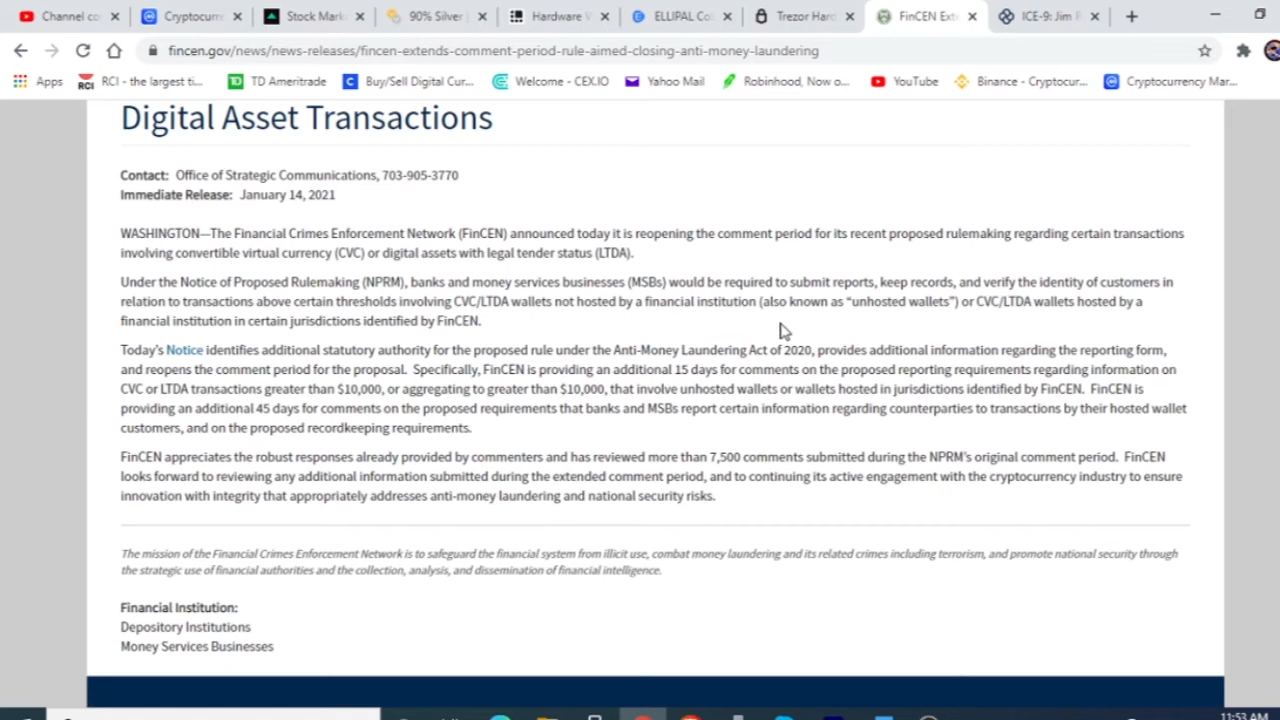 Channel co
Cryptocurr
Stock Mark
90% Silver
Hardware V
ELLIPAL Co
Trezor Hard
FinCEN Ext
ICE-9: Jim R
fincen.gov/news/news-releases/fincen-extends-comment-period-rule-aimed-closing-anti-money-laundering
Apps
RCI - the largest ti...
TD Ameritrade
Buy/Sell Digital Cur...
Welcome - CEX.IO
Yahoo Mail
Robinhood, Now o...
YouTube
Binance - Cryptocur...
Cryptocurrency Mar...
Digital Asset Transactions
Contact: Office of Strategic Communications, 703-905-3770
Immediate Release: January 14, 2021
WASHINGTON—The Financial Crimes Enforcement Network (FinCEN) announced today it is reopening the comment period for its recent proposed rulemaking regarding certain transactions
involving convertible virtual currency (CVC) or digital assets with legal tender status (LTDA).
Under the Notice of Proposed Rulemaking (NPRM), banks and money services businesses (MSBs) would be required to submit reports, keep records, and verify the identity of customers in
relation to transactions above certain thresholds involving CVC/LTDA wallets not hosted by a financial institution (also known as “unhosted wallets”) or CVC/LTDA wallets hosted by a
financial institution in certain jurisdictions identified by FinCEN.
Today’s Notice identifies additional statutory authority for the proposed rule under the Anti-Money Laundering Act of 2020, provides additional information regarding the reporting form,
and reopens the comment period for the proposal. Specifically, FinCEN is providing an additional 15 days for comments on the proposed reporting requirements regarding information on
CVC or LTDA transactions greater than $10,000, or aggregating to greater than $10,000, that involve unhosted wallets or wallets hosted in jurisdictions identified by FinCEN. FinCEN is
providing an additional 45 days for comments on the proposed requirements that banks and MSBs report certain information regarding counterparties to transactions by their hosted wallet
customers, and on the proposed recordkeeping requirements.
FinCEN appreciates the robust responses already provided by commenters and has reviewed more than 7,500 comments submitted during the NPRM’s original comment period. FinCEN
looks forward to reviewing any additional information submitted during the extended comment period, and to continuing its active engagement with the cryptocurrency industry to ensure
innovation with integrity that appropriately addresses anti-money laundering and national security risks.
The mission of the Financial Crimes Enforcement Network is to safeguard the financial system from illicit use, combat money laundering and its related crimes including terrorism, and promote national security through
the strategic use of financial authorities and the collection, analysis, and dissemination of financial intelligence.
Financial Institution:
Depository Institutions
Money Services Businesses
11:53 AM